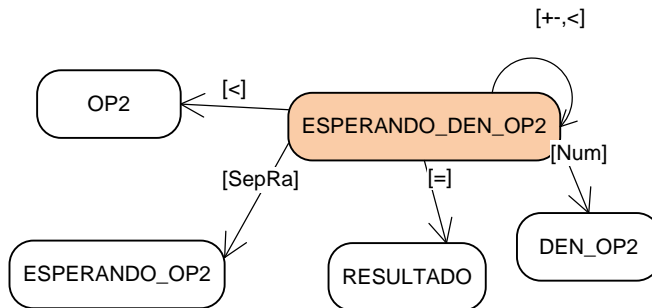 [+-,<]
[<]
OP2
ESPERANDO_DEN_OP2
[Num]
[SepRa]
[=]
DEN_OP2
ESPERANDO_OP2
RESULTADO